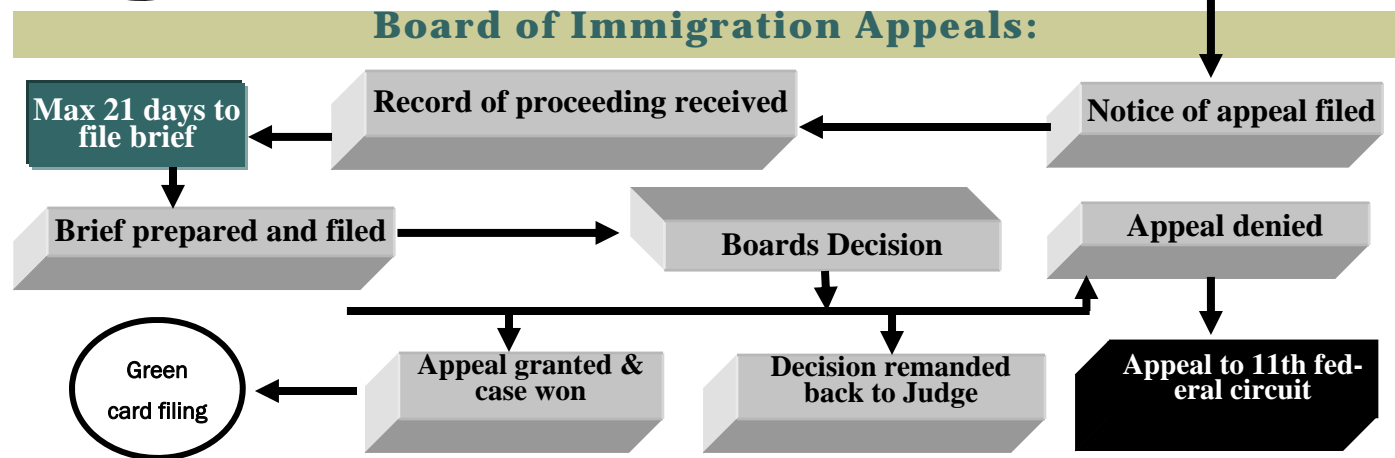 Board of Immigration Appeals:
Notice of appeal filed
Record of proceeding received
Max 21 days to
file brief
Brief prepared and filed
Boards Decision
Appeal denied
Appeal granted &
case won
Decision remanded
back to Judge
Appeal to 11th fed-
eral circuit
Green
card filing